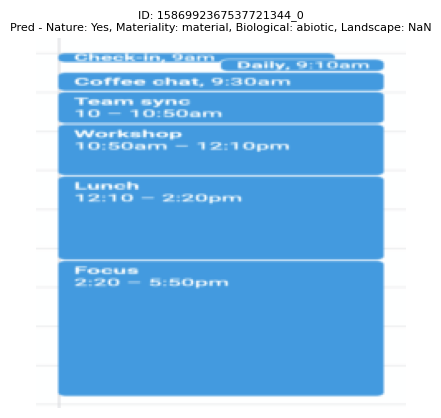 ID: 1586992367537721344_0
Pred - Nature: Yes, Materiality: material, Biological: abiotic, Landscape: NaN
Check-in, 9am
Daily, 9:10am
Coffee chat, 9:30am
Team sync
10 – 10:50am
Workshop
10:50am – 12:10pm
Lunch
12:10 – 2:20pm
Focus
2:20 – 5:50pm